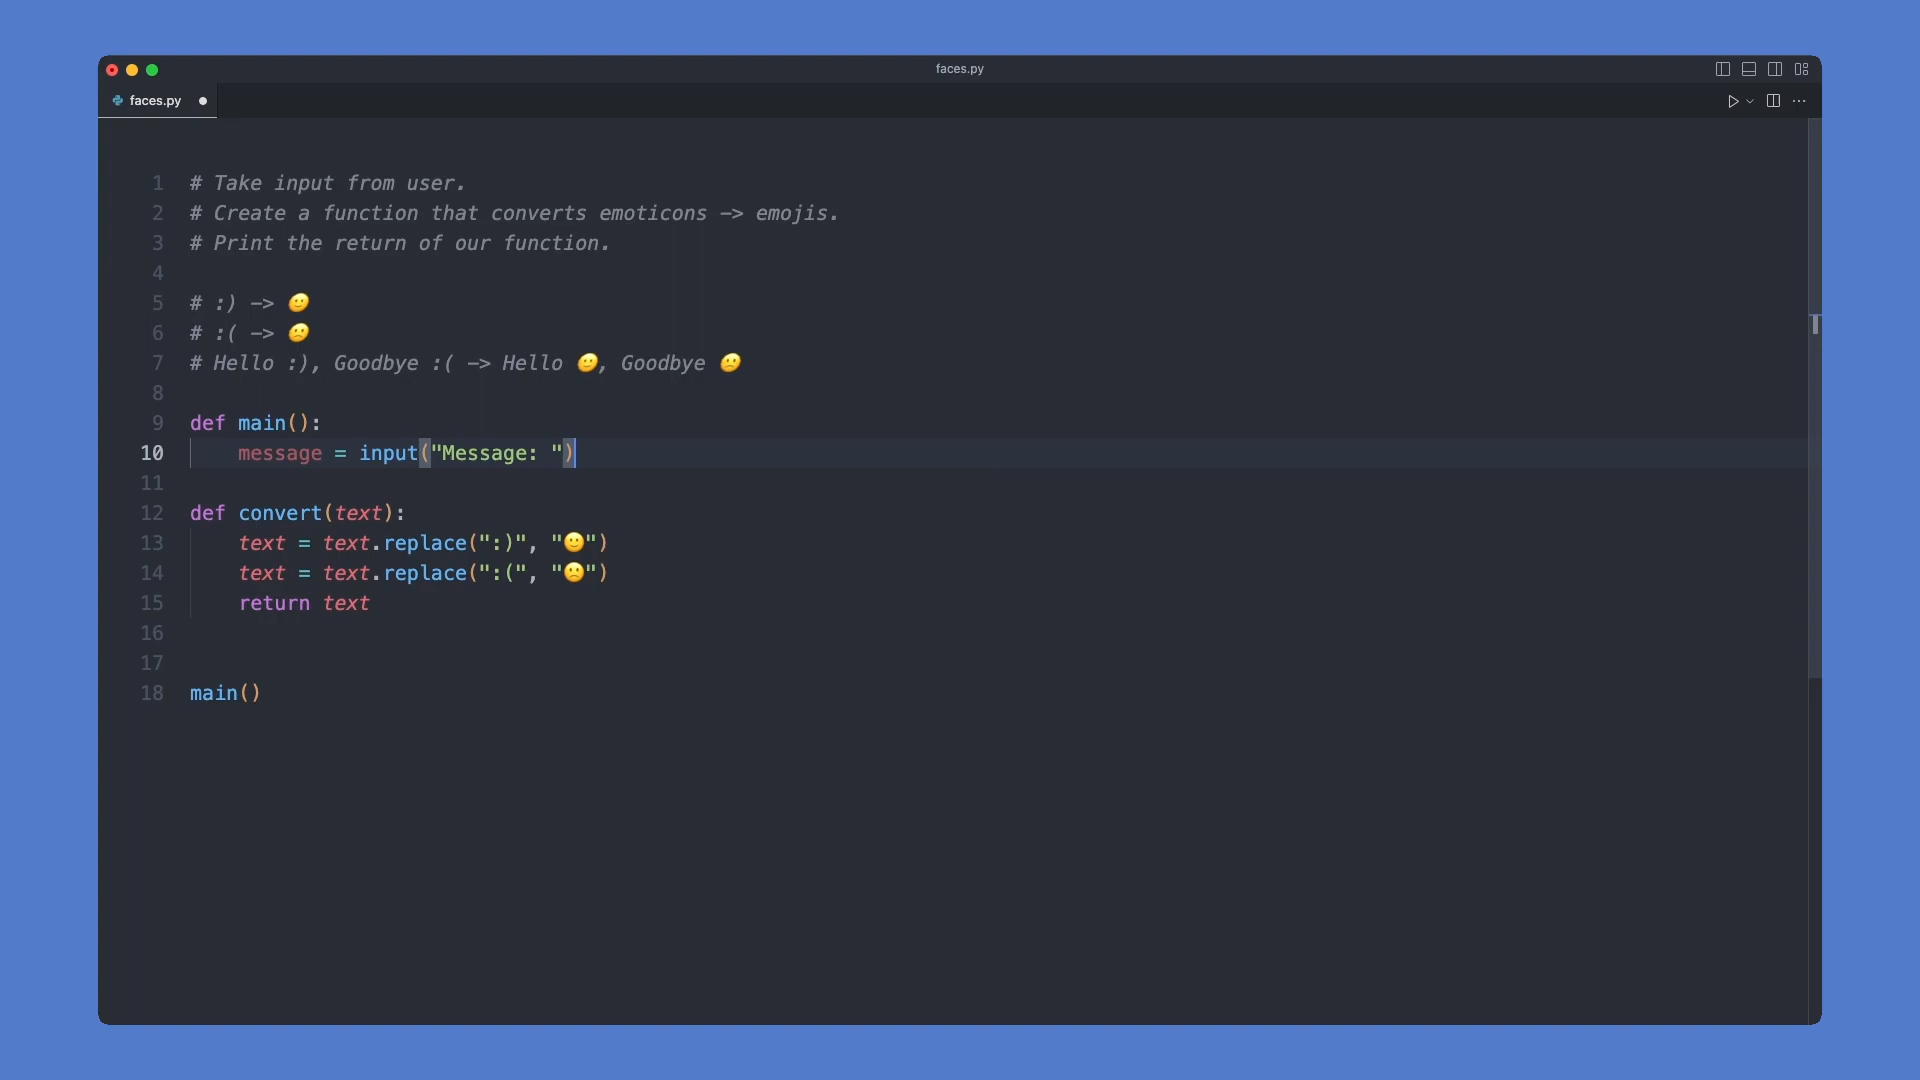 faces.py
faces.py
1 # Take input from user.
2 # Create a function that converts emoticons -> emojis.
3 # Print the return of our function.
4
5 # :) -> 🙂
6 # :( -> 🙁
7 # Hello :), Goodbye :( -> Hello 🙂, Goodbye 🙁
8
9 def main():
10     message = input("Message: ")
11
12 def convert(text):
13     text = text.replace(":)", "🙂")
14     text = text.replace(":(", "🙁")
15     return text
16
17
18 main()